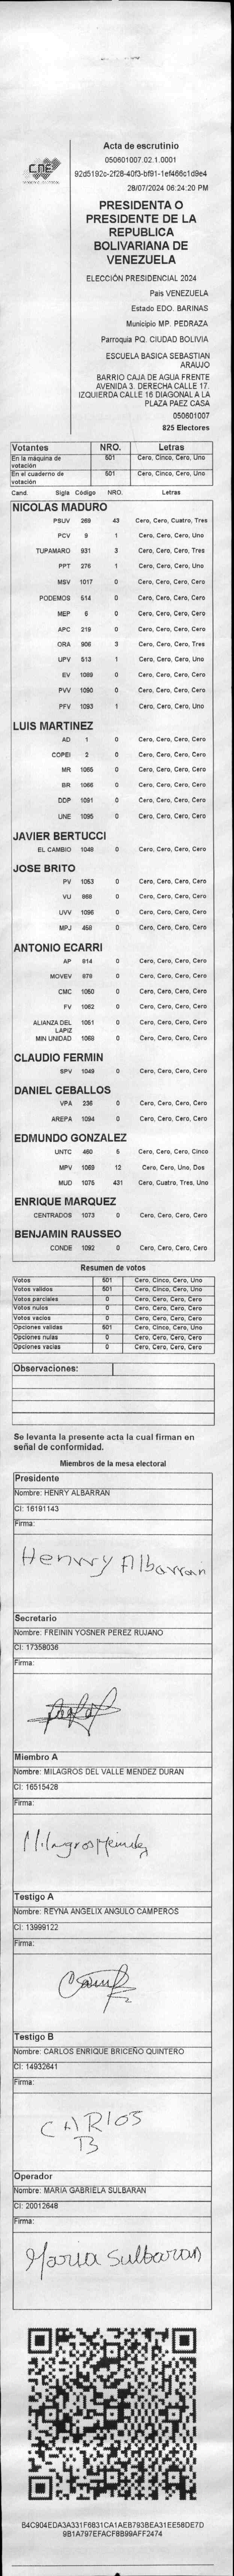 CNE
Acta de escrutinio
050601007.02.1.0001
92d5192c-2f28-40f3-bf91-1ef466c1d9e4
28/07/2024 06:24:20 PM
PRESIDENTA O
PRESIDENTE DE LA
REPUBLICA
BOLIVARIANA DE
VENEZUELA
ELECCIÓN PRESIDENCIAL 2024
País VENEZUELA
Estado EDO. BARINAS
Municipio MP. PEDRAZA
Parroquia PQ. CIUDAD BOLIVIA
ESCUELA BASICA SEBASTIAN
ARAUJO
BARRIO CAJA DE AGUA FRENTE
AVENIDA 3. DERECHA CALLE 17.
IZQUIERDA CALLE 16 DIAGONAL A LA
PLAZA PAEZ CASA
050601007
825 Electores
Votantes NRO. Letras
En la máquina de votación 501 Cero, Cinco, Cero, Uno
En el cuaderno de votación 501 Cero, Cinco, Cero, Uno
Cand. Sigla Código NRO. Letras
NICOLAS MADURO
PSUV 269 43 Cero, Cero, Cuatro, Tres
PCV 9 1 Cero, Cero, Cero, Uno
TUPAMARO 931 3 Cero, Cero, Cero, Tres
PPT 276 1 Cero, Cero, Cero, Uno
MSV 1017 0 Cero, Cero, Cero, Cero
PODEMOS 514 0 Cero, Cero, Cero, Cero
MEP 6 0 Cero, Cero, Cero, Cero
APC 219 0 Cero, Cero, Cero, Cero
ORA 906 3 Cero, Cero, Cero, Tres
UPV 513 1 Cero, Cero, Cero, Uno
EV 1089 0 Cero, Cero, Cero, Cero
PVV 1090 0 Cero, Cero, Cero, Cero
PFV 1093 1 Cero, Cero, Cero, Uno
LUIS MARTINEZ
AD 1 0 Cero, Cero, Cero, Cero
COPEI 2 0 Cero, Cero, Cero, Cero
MR 1065 0 Cero, Cero, Cero, Cero
BR 1066 0 Cero, Cero, Cero, Cero
DDP 1091 0 Cero, Cero, Cero, Cero
UNE 1095 0 Cero, Cero, Cero, Cero
JAVIER BERTUCCI
EL CAMBIO 1048 0 Cero, Cero, Cero, Cero
JOSE BRITO
PV 1053 0 Cero, Cero, Cero, Cero
VU 868 0 Cero, Cero, Cero, Cero
UVV 1096 0 Cero, Cero, Cero, Cero
MPJ 458 0 Cero, Cero, Cero, Cero
ANTONIO ECARRI
AP 914 0 Cero, Cero, Cero, Cero
MOVEV 879 0 Cero, Cero, Cero, Cero
CMC 1050 0 Cero, Cero, Cero, Cero
FV 1062 0 Cero, Cero, Cero, Cero
ALIANZA DEL LAPIZ 1051 0 Cero, Cero, Cero, Cero
MIN UNIDAD 1068 0 Cero, Cero, Cero, Cero
CLAUDIO FERMIN
SPV 1049 0 Cero, Cero, Cero, Cero
DANIEL CEBALLOS
VPA 236 0 Cero, Cero, Cero, Cero
AREPA 1094 0 Cero, Cero, Cero, Cero
EDMUNDO GONZALEZ
UNTC 460 5 Cero, Cero, Cero, Cinco
MPV 1069 12 Cero, Cero, Uno, Dos
MUD 1075 431 Cero, Cuatro, Tres, Uno
ENRIQUE MARQUEZ
CENTRADOS 1073 0 Cero, Cero, Cero, Cero
BENJAMIN RAUSSEO
CONDE 1092 0 Cero, Cero, Cero, Cero
Resumen de votos
Votos 501 Cero, Cinco, Cero, Uno
Votos validos 501 Cero, Cinco, Cero, Uno
Votos parciales 0 Cero, Cero, Cero, Cero
Votos nulos 0 Cero, Cero, Cero, Cero
Votos vacios 0 Cero, Cero, Cero, Cero
Opciones validas 501 Cero, Cinco, Cero, Uno
Opciones nulas 0 Cero, Cero, Cero, Cero
Opciones vacias 0 Cero, Cero, Cero, Cero
Observaciones:
Se levanta la presente acta la cual firman en
señal de conformidad.
Miembros de la mesa electoral
Presidente
Nombre: HENRY ALBARRAN
CI: 16191143
Firma:
Henrry Albarran
Secretario
Nombre: FREININ YOSNER PEREZ RUJANO
CI: 17358036
Firma:
Miembro A
Nombre: MILAGROS DEL VALLE MENDEZ DURAN
CI: 16515428
Firma:
Milagros Mendez
Testigo A
Nombre: REYNA ANGELIX ANGULO CAMPEROS
CI: 13999122
Firma:
Testigo B
Nombre: CARLOS ENRIQUE BRICEÑO QUINTERO
CI: 14932641
Firma:
CARlOS
B
Operador
Nombre: MARIA GABRIELA SULBARAN
CI: 20012648
Firma:
Maria Sulbaran
B4C904EDA3A331F6831CA1AEB793BEA31EE58DE7D
9B1A797EFACF8B99AFF2474